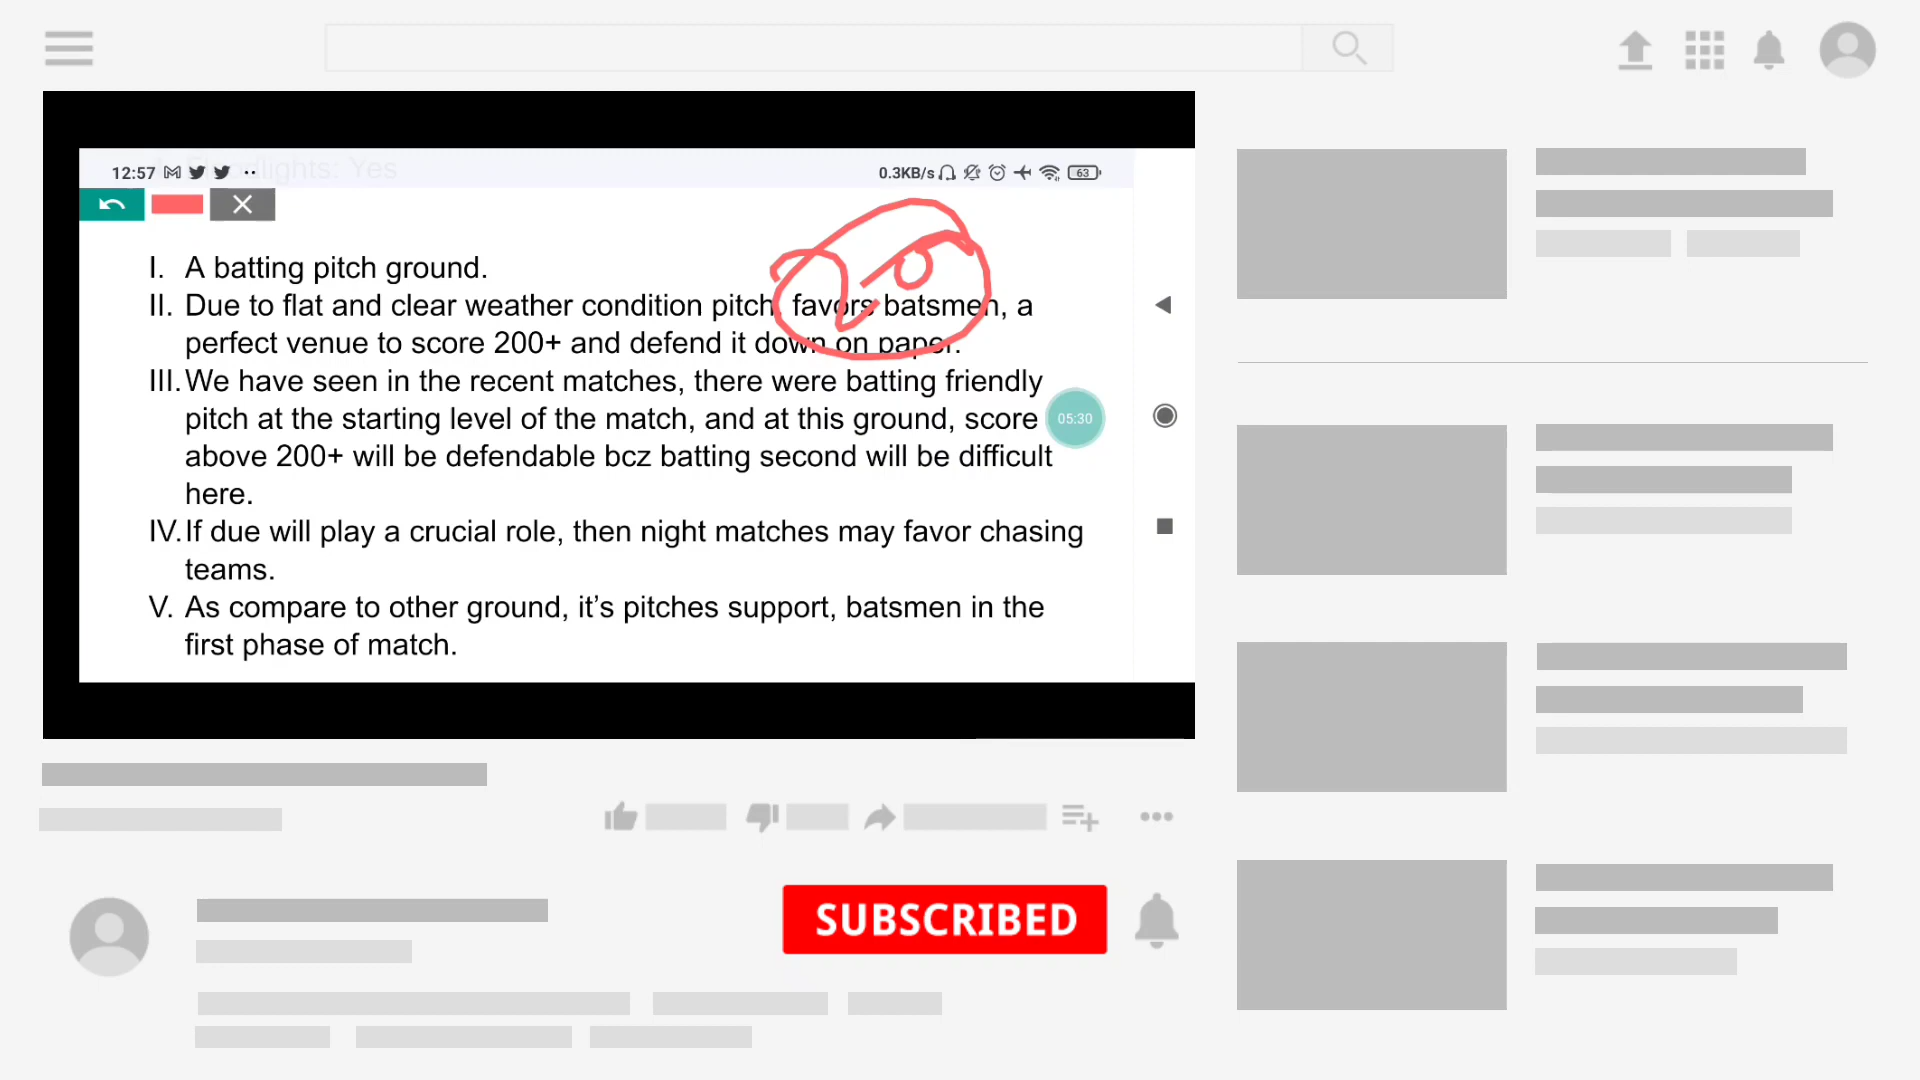 Floodlights: Yes
12:57
0.3KB/s
63
I. A batting pitch ground.
II. Due to flat and clear weather condition pitch, favors batsmen, a
perfect venue to score 200+ and defend it down on paper.
III. We have seen in the recent matches, there were batting friendly
pitch at the starting level of the match, and at this ground, score
05:30
above 200+ will be defendable bcz batting second will be difficult
here.
IV. If due will play a crucial role, then night matches may favor chasing
teams.
V. As compare to other ground, it’s pitches support, batsmen in the
first phase of match.
SUBSCRIBED